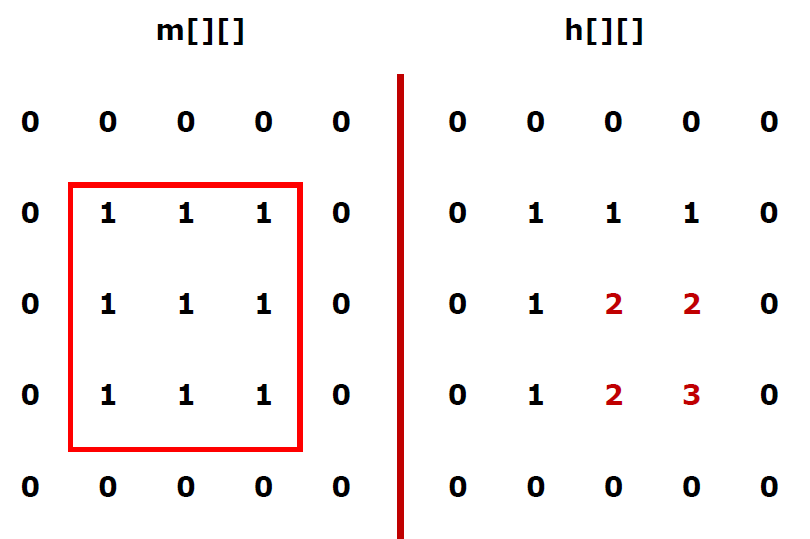 m[][] h[][]
0 0 0 0 0 0 0 0 0 0
0 1 1 1 0 0 1 1 1 0
0 1 1 1 0 0 1 2 2 0
0 1 1 1 0 0 1 2 3 0
0 0 0 0 0 0 0 0 0 0